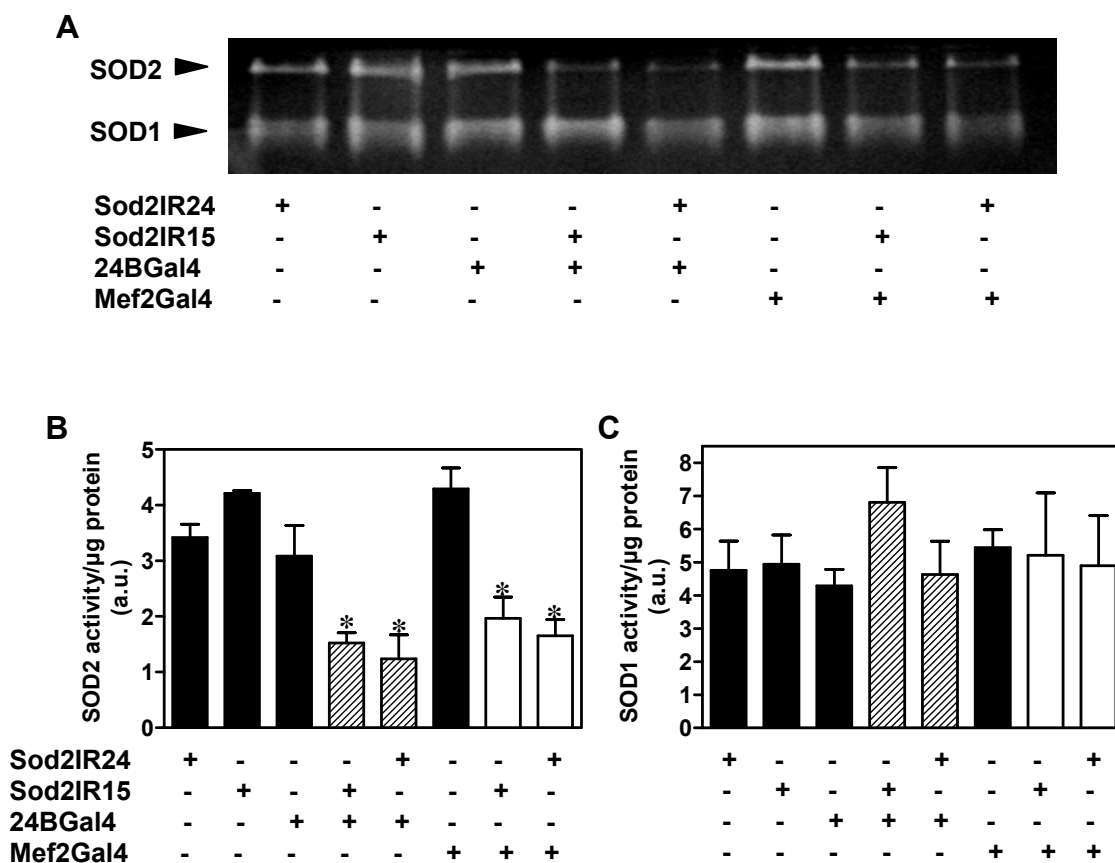 A
SOD2
SOD1
Sod2IR24 + - - - + - - +
Sod2IR15 - + - + - - + -
24BGal4 - - + + + - - -
Mef2Gal4 - - - - - + + +
B
SOD2 activity/µg protein
(a.u.)
5
4
3
2
1
0
* * * *
C
SOD1 activity/µg protein
(a.u.)
8
7
6
5
4
3
2
1
0
Sod2IR24 + - - - + - - + + - - - + - - +
Sod2IR15 - + - + - - + - - + - + - - + -
24BGal4 - - + + + - - - - - + + + - - -
Mef2Gal4 - - - - - + + + - - - - - + + +